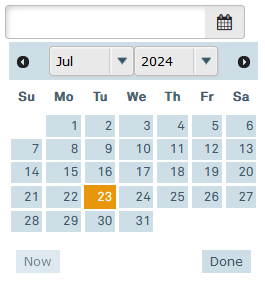 Jul 2024
Su Mo Tu We Th Fr Sa
1 2 3 4 5 6
7 8 9 10 11 12 13
14 15 16 17 18 19 20
21 22 23 24 25 26 27
28 29 30 31
Now Done